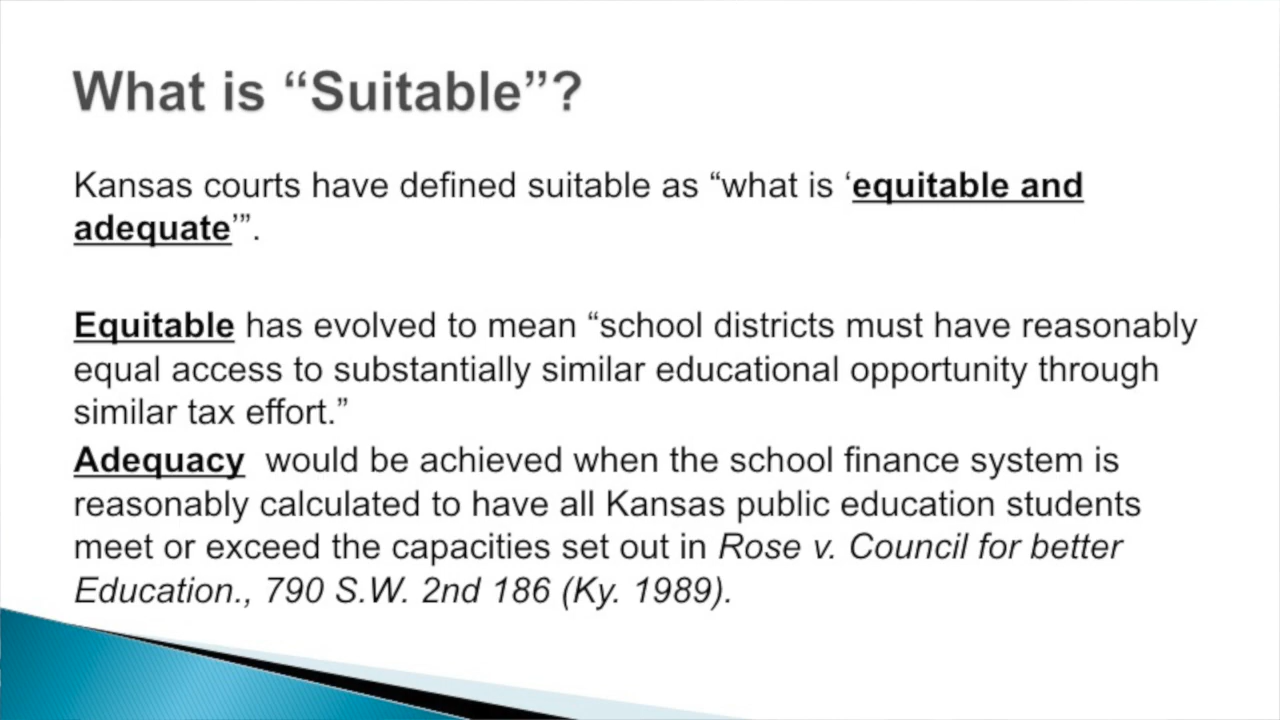 What is “Suitable”?
Kansas courts have defined suitable as “what is ‘equitable and
adequate’”.
Equitable has evolved to mean “school districts must have reasonably
equal access to substantially similar educational opportunity through
similar tax effort.”
Adequacy would be achieved when the school finance system is
reasonably calculated to have all Kansas public education students
meet or exceed the capacities set out in Rose v. Council for better
Education., 790 S.W. 2nd 186 (Ky. 1989).